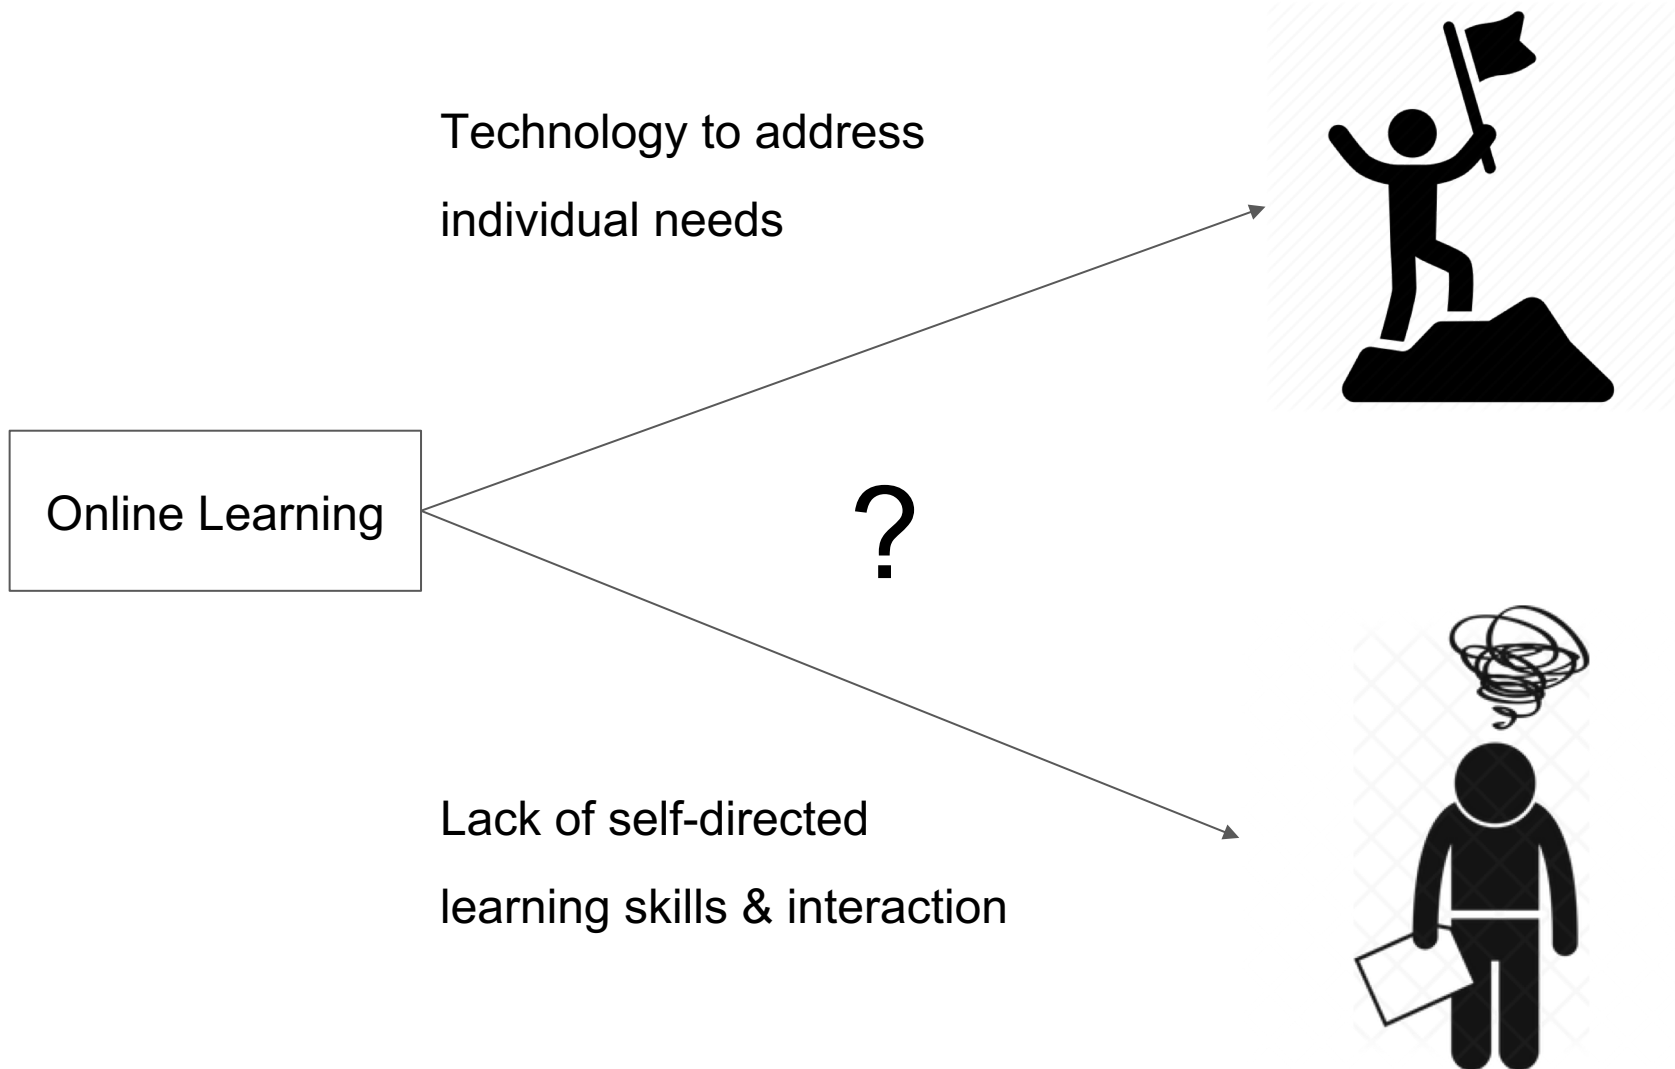 Technology to address
individual needs
Online Learning
?
Lack of self-directed
learning skills & interaction